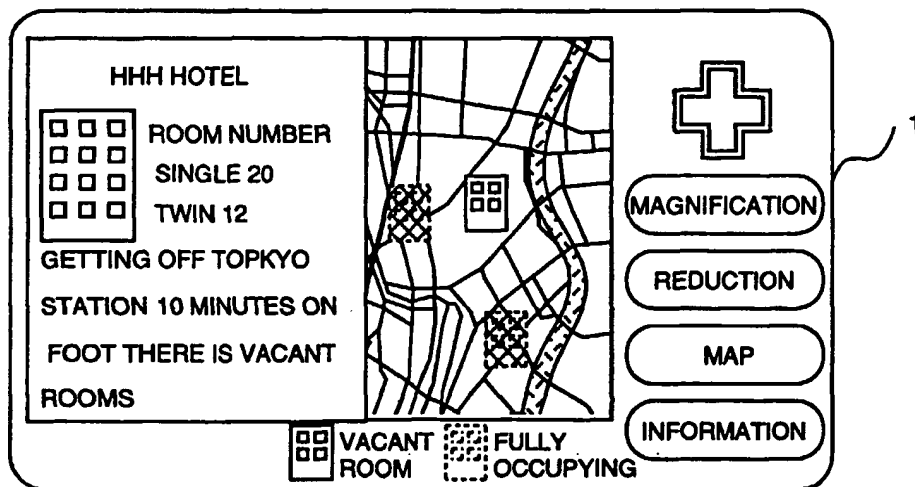 HHH HOTEL
ROOM NUMBER
SINGLE 20
TWIN 12
GETTING OFF TOPKYO
STATION 10 MINUTES ON
FOOT THERE IS VACANT
ROOMS
MAGNIFICATION
REDUCTION
MAP
INFORMATION
VACANT
ROOM
FULLY
OCCUPYING
1